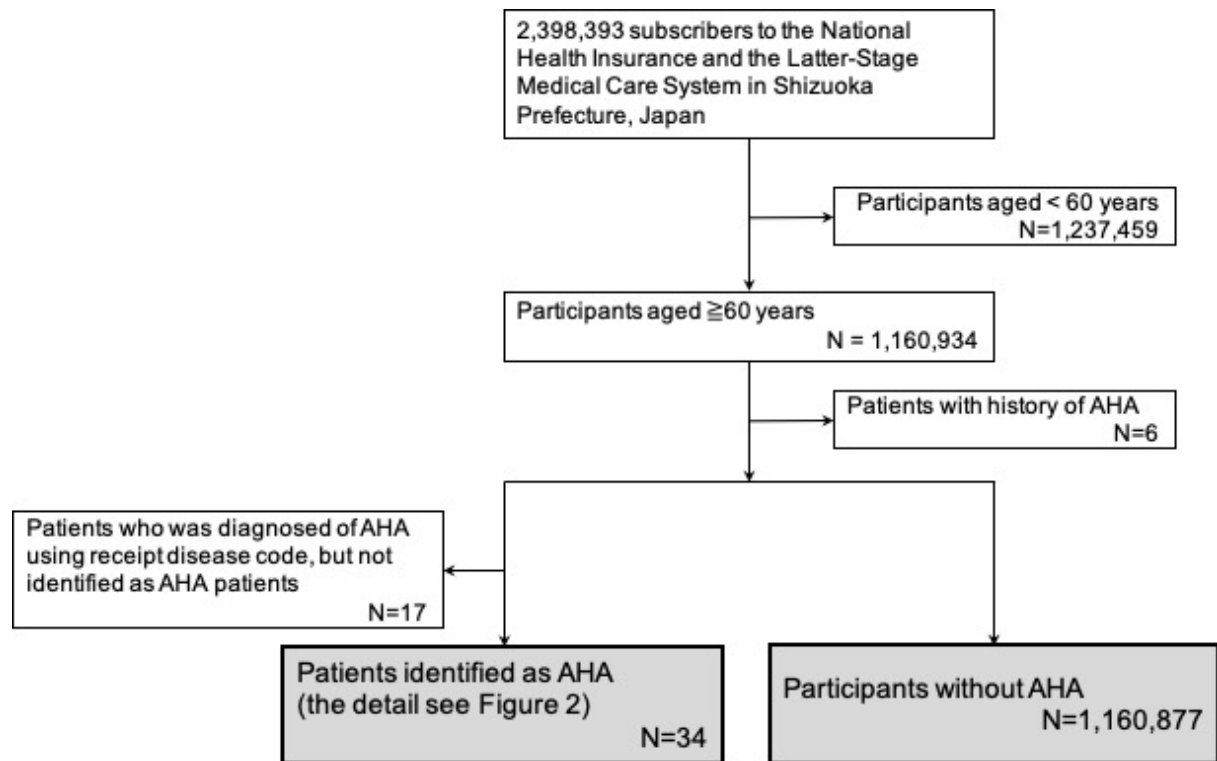 2,398,393 subscribers to the National
Health Insurance and the Latter-Stage
Medical Care System in Shizuoka
Prefecture, Japan
Participants aged < 60 years
N=1,237,459
Participants aged ≧60 years
N = 1,160,934
Patients with history of AHA
N=6
Patients who was diagnosed of AHA
using receipt disease code, but not
identified as AHA patients
N=17
Patients identified as AHA
(the detail see Figure 2)
N=34
Participants without AHA
N=1,160,877